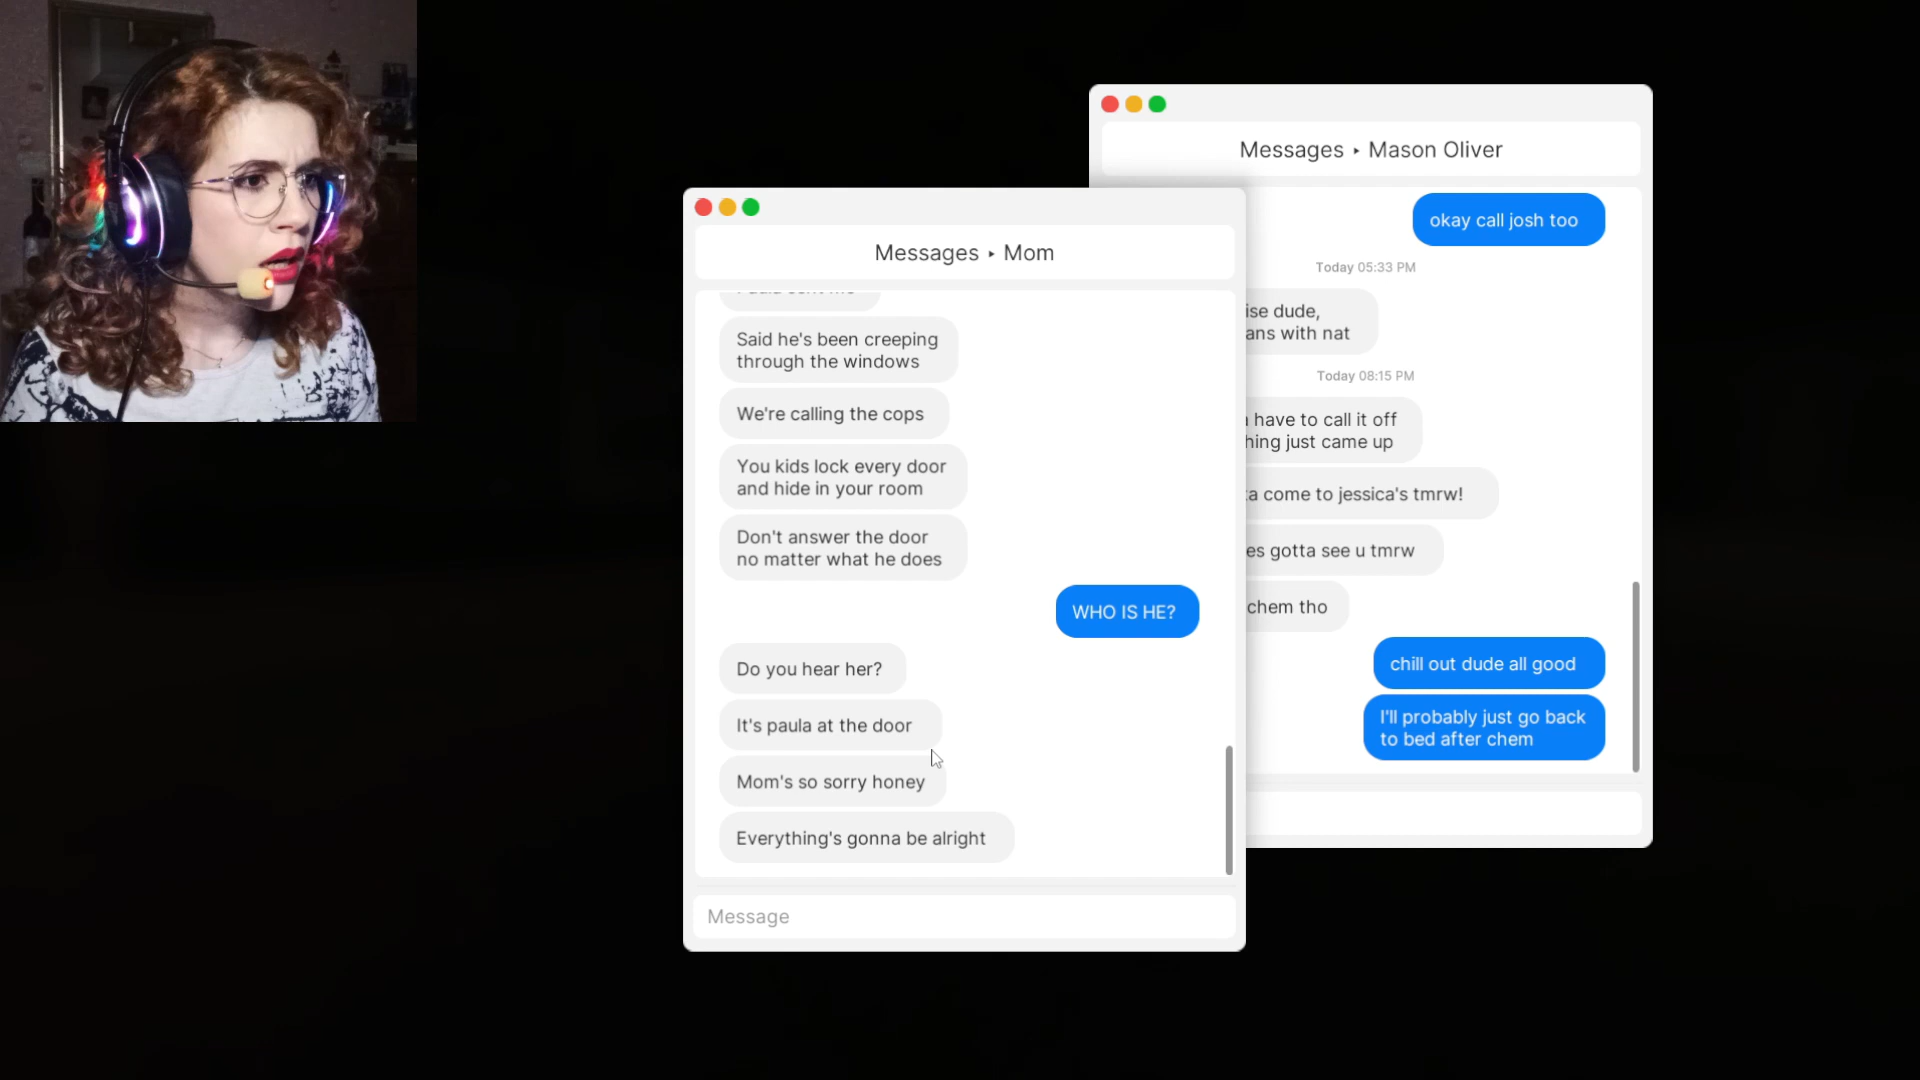 Messages ▸ Mason Oliver
okay call josh too
Today 05:33 PM
ise dude,
ans with nat
Today 08:15 PM
have to call it off
hing just came up
a come to jessica's tmrw!
es gotta see u tmrw
chem tho
chill out dude all good
I'll probably just go back
to bed after chem
Messages ▸ Mom
Said he's been creeping
through the windows
We're calling the cops
You kids lock every door
and hide in your room
Don't answer the door
no matter what he does
WHO IS HE?
Do you hear her?
It's paula at the door
Mom's so sorry honey
Everything's gonna be alright
Message